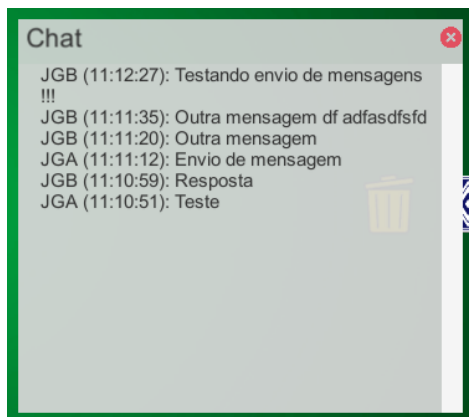 Chat
JGB (11:12:27): Testando envio de mensagens
!!!
JGB (11:11:35): Outra mensagem df adfasdfsfd
JGB (11:11:20): Outra mensagem
JGA (11:11:12): Envio de mensagem
JGB (11:10:59): Resposta
JGA (11:10:51): Teste